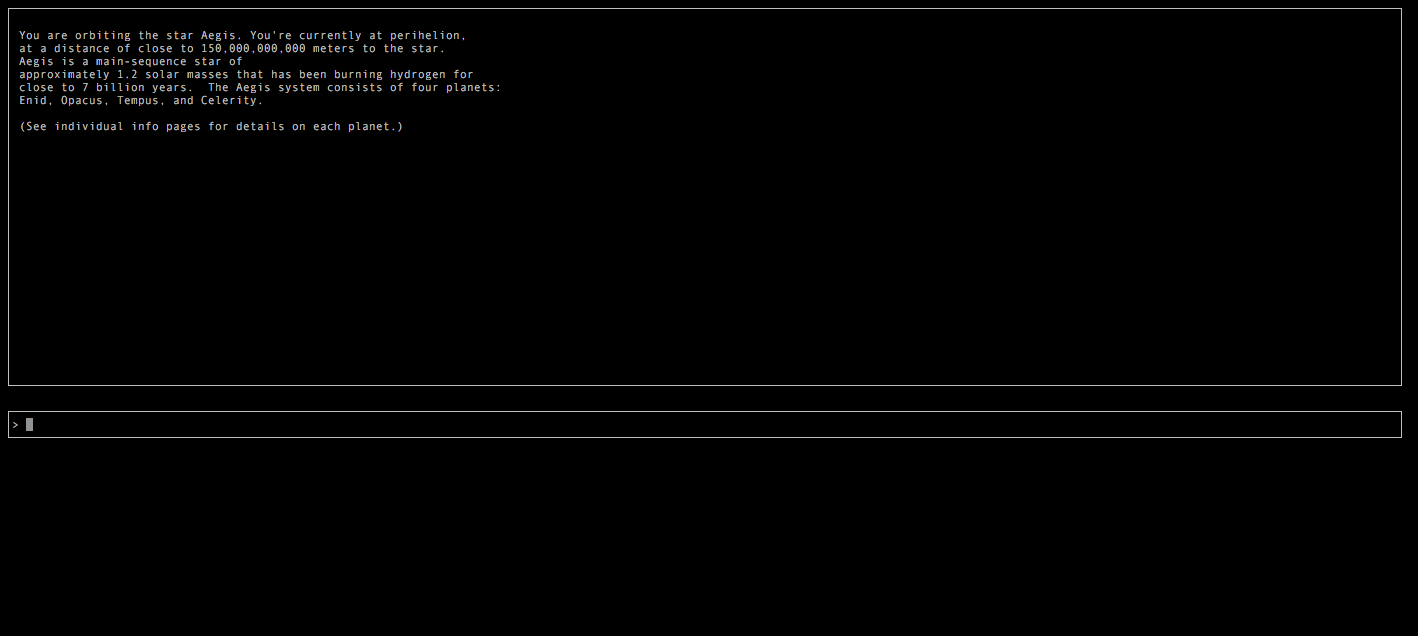 You are orbiting the star Aegis. You're currently at perihelion,
at a distance of close to 150,000,000,000 meters to the star.
Aegis is a main-sequence star of
approximately 1.2 solar masses that has been burning hydrogen for
close to 7 billion years.  The Aegis system consists of four planets:
Enid, Opacus, Tempus, and Celerity.
(See individual info pages for details on each planet.)
>